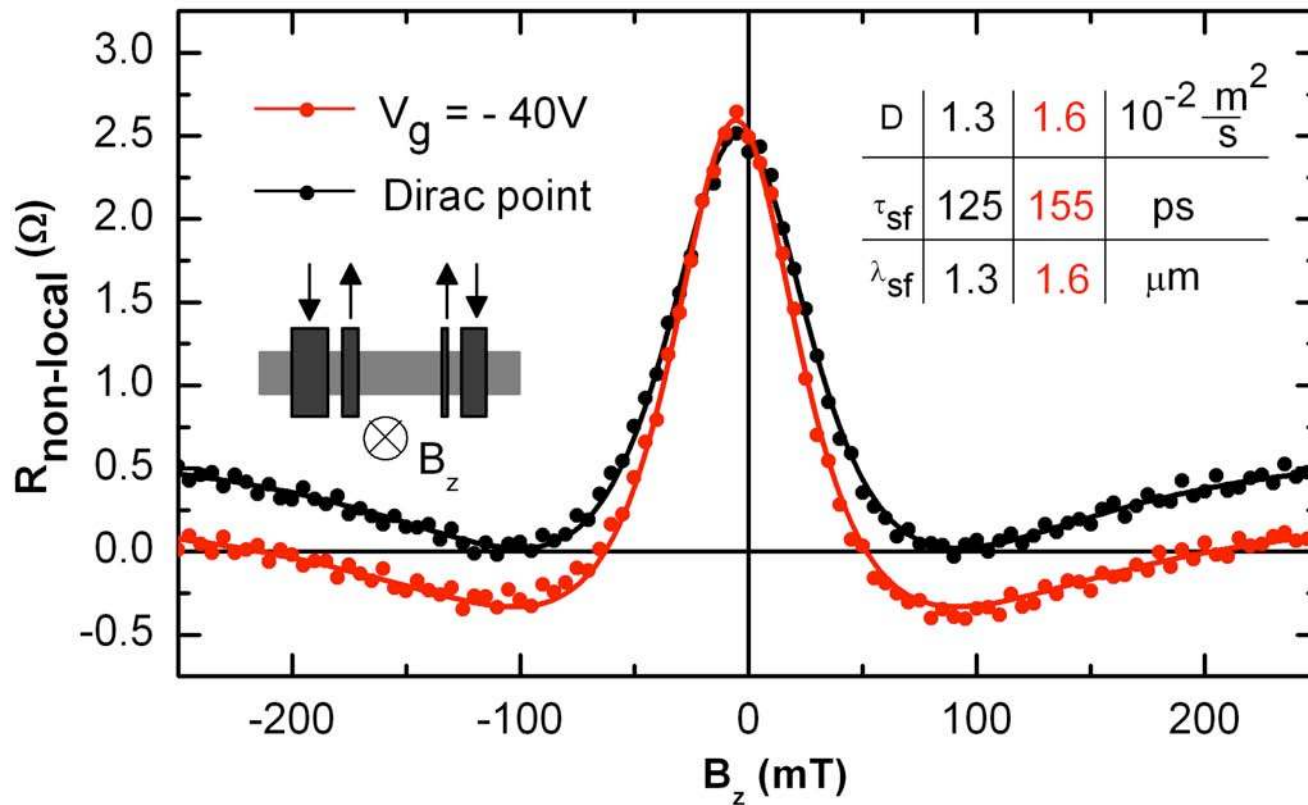 R_non-local (Ω)
3.0
2.5
2.0
1.5
1.0
0.5
0.0
-0.5
V_g = - 40V
Dirac point
B_z
D 1.3 1.6 10^-2 m^2/s
τ_sf 125 155 ps
λ_sf 1.3 1.6 μm
-200 -100 0 100 200
B_z (mT)